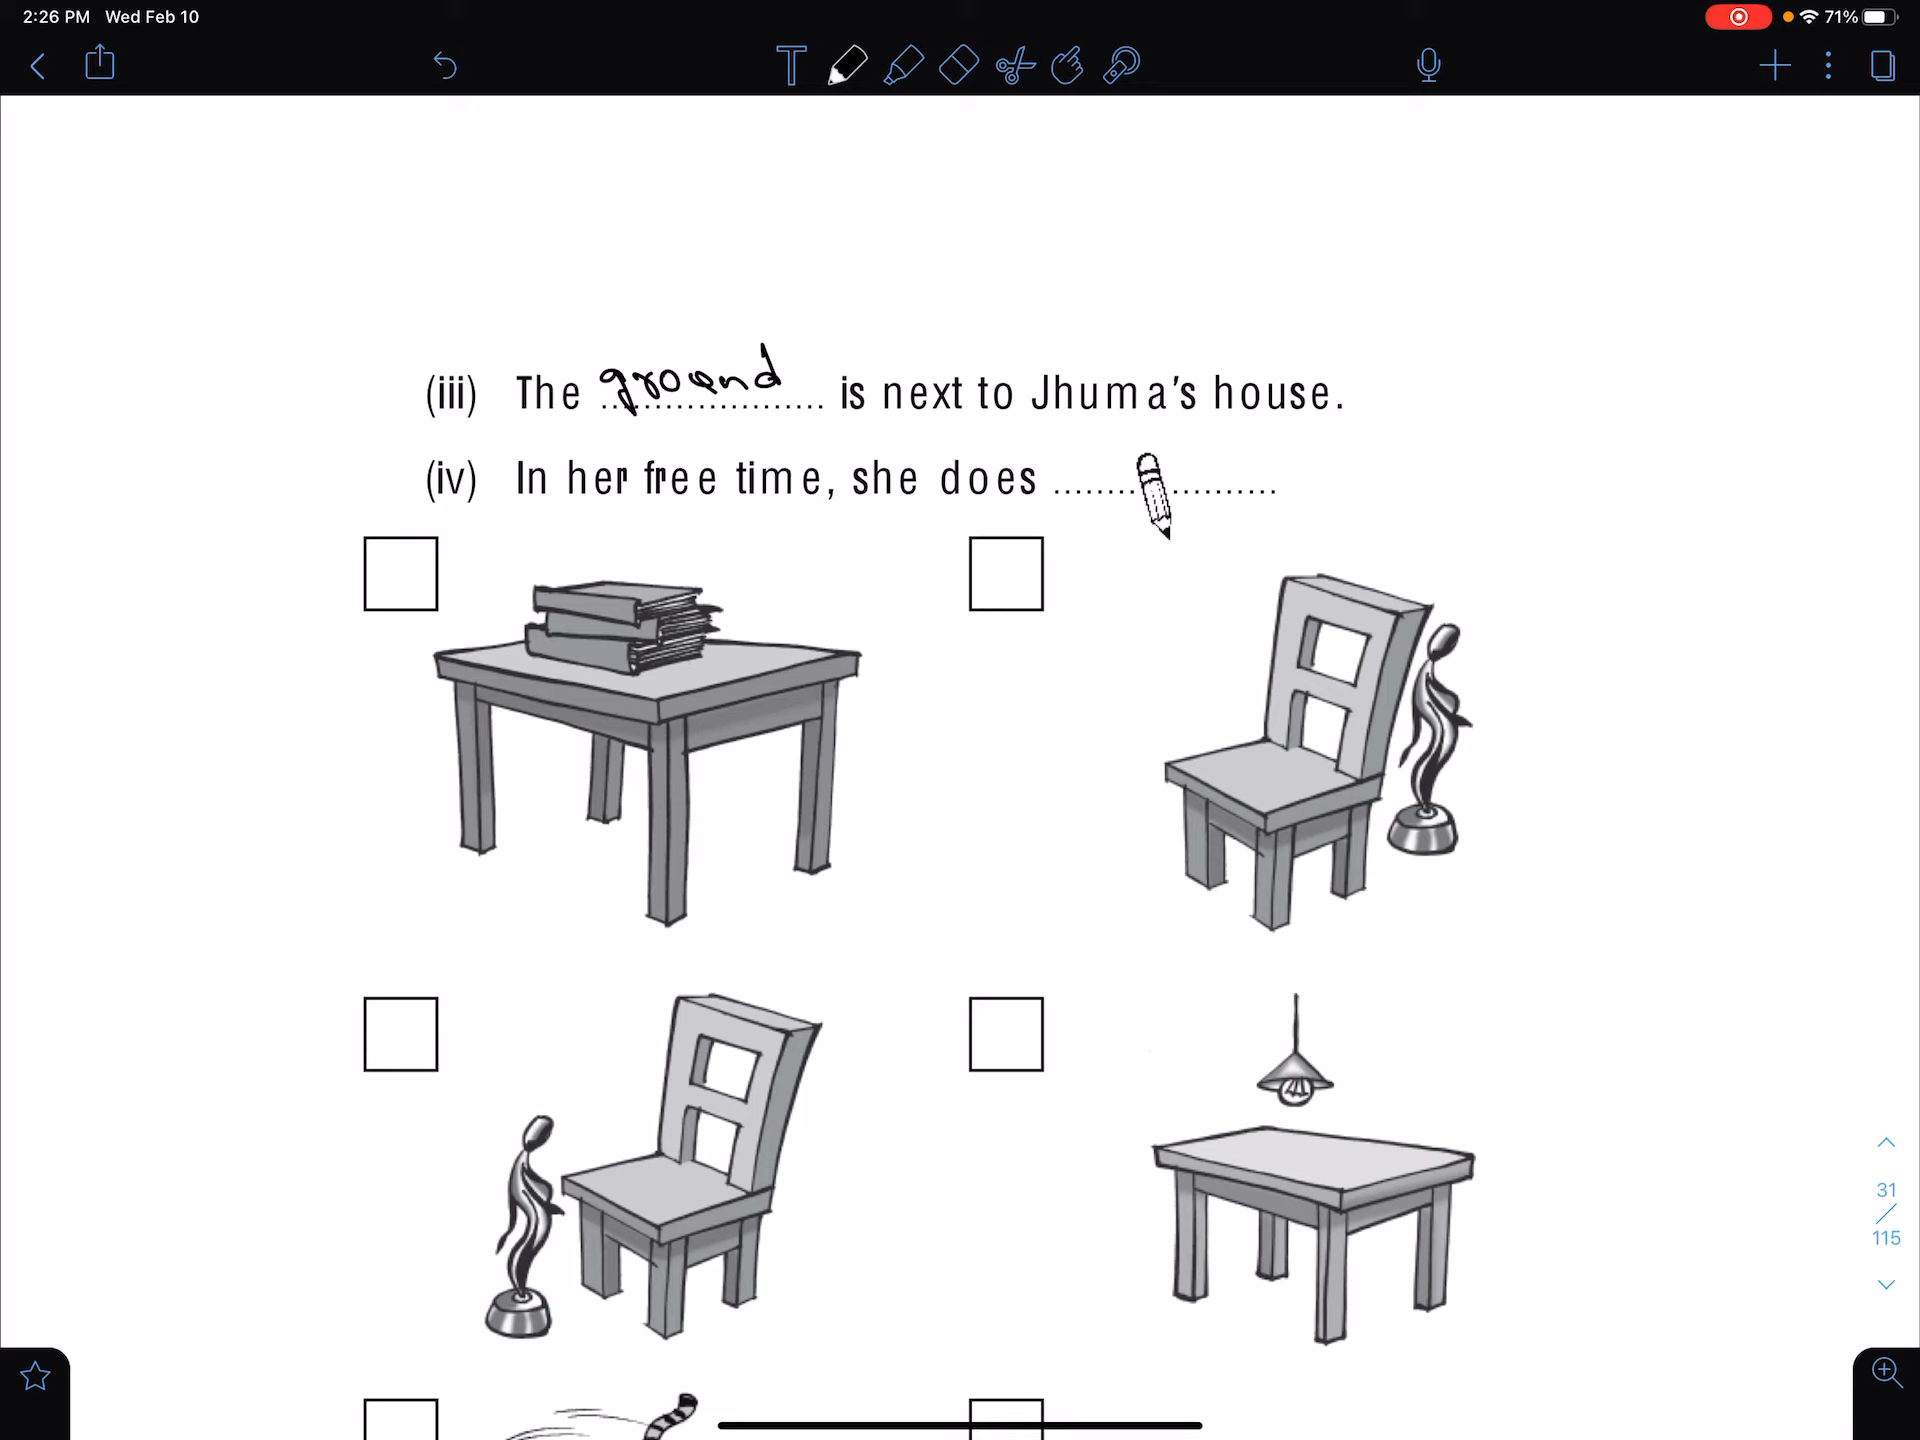 2:26 PM Wed Feb 10
71%
T
(iii) The ground is next to Jhuma's house.
(iv) In her free time, she does ........................
31
/
115